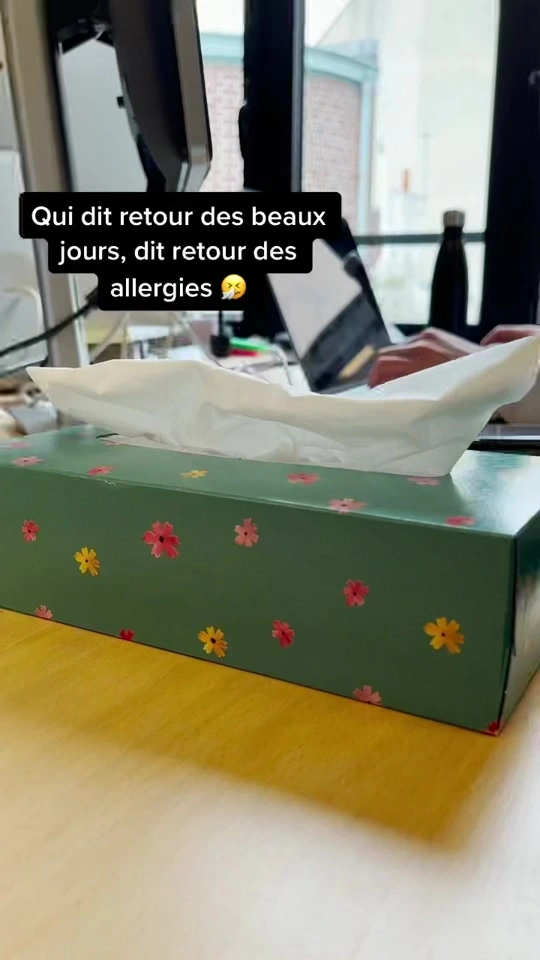 Qui dit retour des beaux
jours, dit retour des
allergies 🤧